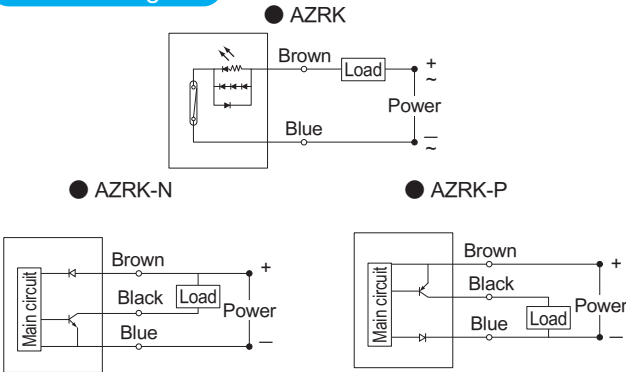 ● AZRK
Brown
Load
+
~
Power
Blue
—
~
● AZRK-N
Main circuit
Brown
Black
Load
Blue
+
Power
—
● AZRK-P
Main circuit
Brown
Black
Load
Blue
+
Power
—